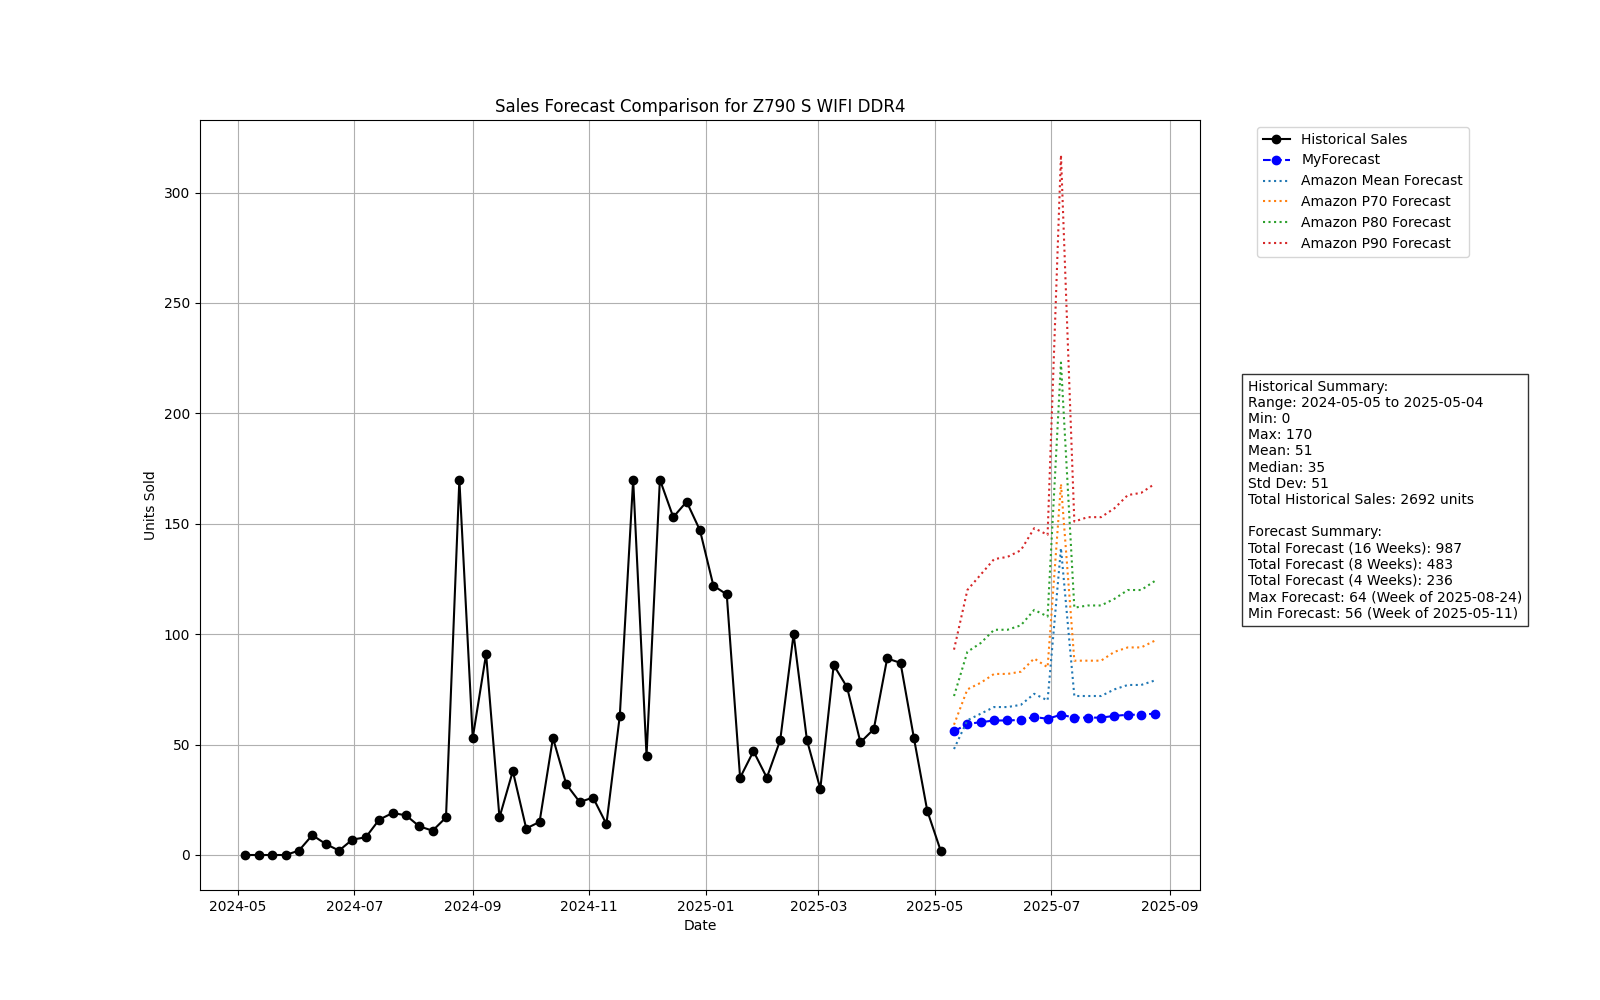 Sales Forecast Comparison for Z790 S WIFI DDR4
Historical Sales
MyForecast
Amazon Mean Forecast
Amazon P70 Forecast
Amazon P80 Forecast
Amazon P90 Forecast
300
250
200
150
100
50
0
Units Sold
Historical Summary:
Range: 2024-05-05 to 2025-05-04
Min: 0
Max: 170
Mean: 51
Median: 35
Std Dev: 51
Total Historical Sales: 2692 units
Forecast Summary:
Total Forecast (16 Weeks): 987
Total Forecast (8 Weeks): 483
Total Forecast (4 Weeks): 236
Max Forecast: 64 (Week of 2025-08-24)
Min Forecast: 56 (Week of 2025-05-11)
2024-05 2024-07 2024-09 2024-11 2025-01 2025-03 2025-05 2025-07 2025-09
Date